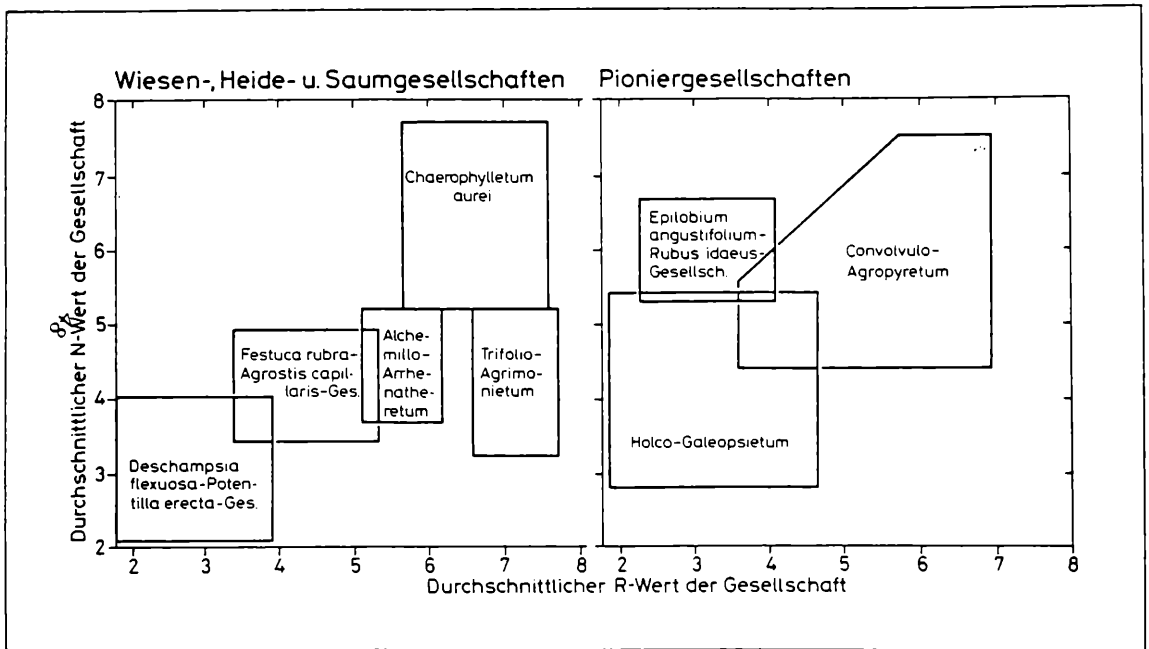 Wiesen-, Heide- u. Saumgesellschaften
Pioniergesellschaften
Durchschnittlicher N-Wert der Gesellschaft
8
7
6
5
4
3
2
Chaerophylletum
aurei
Festuca rubra-
Agrostis capil-
laris-Ges.
Alche-
millo-
Arrhe-
nathe-
retum
Trifolio-
Agrimo-
nietum
Deschampsia
flexuosa-Poten-
tilla erecta-Ges.
Epilobium
angustifolium-
Rubus idaeus-
Gesellsch.
Convolvulo-
Agropyretum
Holco-Galeopsietum
2 3 4 5 6 7 8
2 3 4 5 6 7 8
Durchschnittlicher R-Wert der Gesellschaft